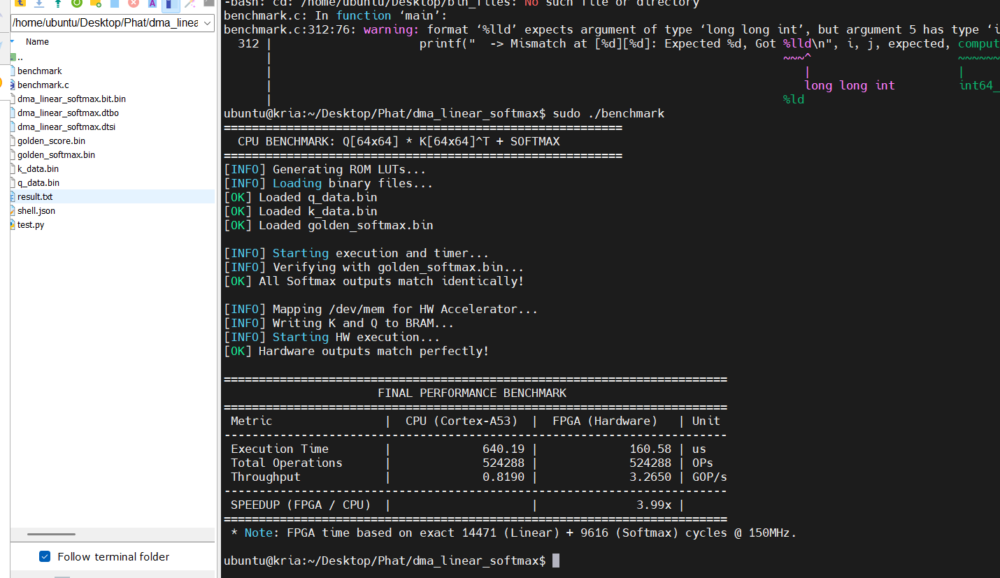 /home/ubuntu/Desktop/Phat/dma_linea
Name
..
benchmark
benchmark.c
dma_linear_softmax.bit.bin
dma_linear_softmax.dtbo
dma_linear_softmax.dtsi
golden_score.bin
golden_softmax.bin
k_data.bin
q_data.bin
result.txt
shell.json
test.py
Follow terminal folder
-bash: cd: /home/ubuntu/Desktop/bin_files: No such file or directory
benchmark.c: In function ‘main’:
benchmark.c:312:76: warning: format ‘%lld’ expects argument of type ‘long long int’, but argument 5 has type ‘i
312 | printf("  -> Mismatch at [%d][%d]: Expected %d, Got %lld\n", i, j, expected, comput
| ~~~^ ~~~~~~~
| | |
| long long int int64_
| %ld
ubuntu@kria:~/Desktop/Phat/dma_linear_softmax$ sudo ./benchmark
=========================================================
CPU BENCHMARK: Q[64x64] * K[64x64]^T + SOFTMAX
=========================================================
[INFO] Generating ROM LUTs...
[INFO] Loading binary files...
[OK] Loaded q_data.bin
[OK] Loaded k_data.bin
[OK] Loaded golden_softmax.bin
[INFO] Starting execution and timer...
[INFO] Verifying with golden_softmax.bin...
[OK] All Softmax outputs match identically!
[INFO] Mapping /dev/mem for HW Accelerator...
[INFO] Writing K and Q to BRAM...
[INFO] Starting HW execution...
[OK] Hardware outputs match perfectly!
========================================================================
FINAL PERFORMANCE BENCHMARK
========================================================================
Metric | CPU (Cortex-A53) | FPGA (Hardware) | Unit
------------------------------------------------------------------------
Execution Time | 640.19 | 160.58 | us
Total Operations | 524288 | 524288 | OPs
Throughput | 0.8190 | 3.2650 | GOP/s
------------------------------------------------------------------------
SPEEDUP (FPGA / CPU) | | 3.99x |
========================================================================
* Note: FPGA time based on exact 14471 (Linear) + 9616 (Softmax) cycles @ 150MHz.
ubuntu@kria:~/Desktop/Phat/dma_linear_softmax$